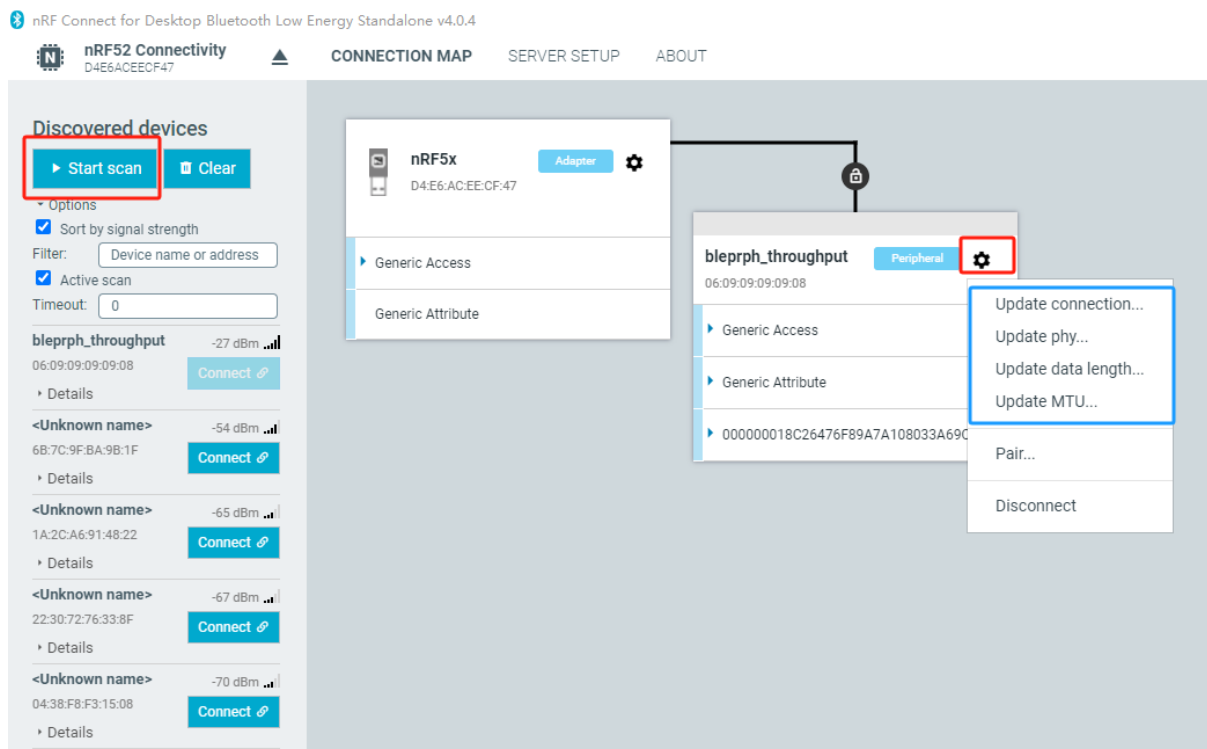 nRF Connect for Desktop Bluetooth Low Energy Standalone v4.0.4
nRF52 Connectivity
D4E6ACEECF47
CONNECTION MAP
SERVER SETUP
ABOUT
Discovered devices
Start scan
Clear
Options
Sort by signal strength
Filter:
Device name or address
Active scan
Timeout:
0
bleprph_throughput
-27 dBm
06:09:09:09:09:08
Connect
Details
<Unknown name>
-54 dBm
6B:7C:9F:BA:9B:1F
Connect
Details
<Unknown name>
-65 dBm
1A:2C:A6:91:48:22
Connect
Details
<Unknown name>
-67 dBm
22:30:72:76:33:8F
Connect
Details
<Unknown name>
-70 dBm
04:38:F8:F3:15:08
Connect
Details
nRF5x
Adapter
D4:E6:AC:EE:CF:47
Generic Access
Generic Attribute
bleprph_throughput
Peripheral
06:09:09:09:09:08
Generic Access
Generic Attribute
000000018C26476F89A7A108033A69C
Update connection...
Update phy...
Update data length...
Update MTU...
Pair...
Disconnect